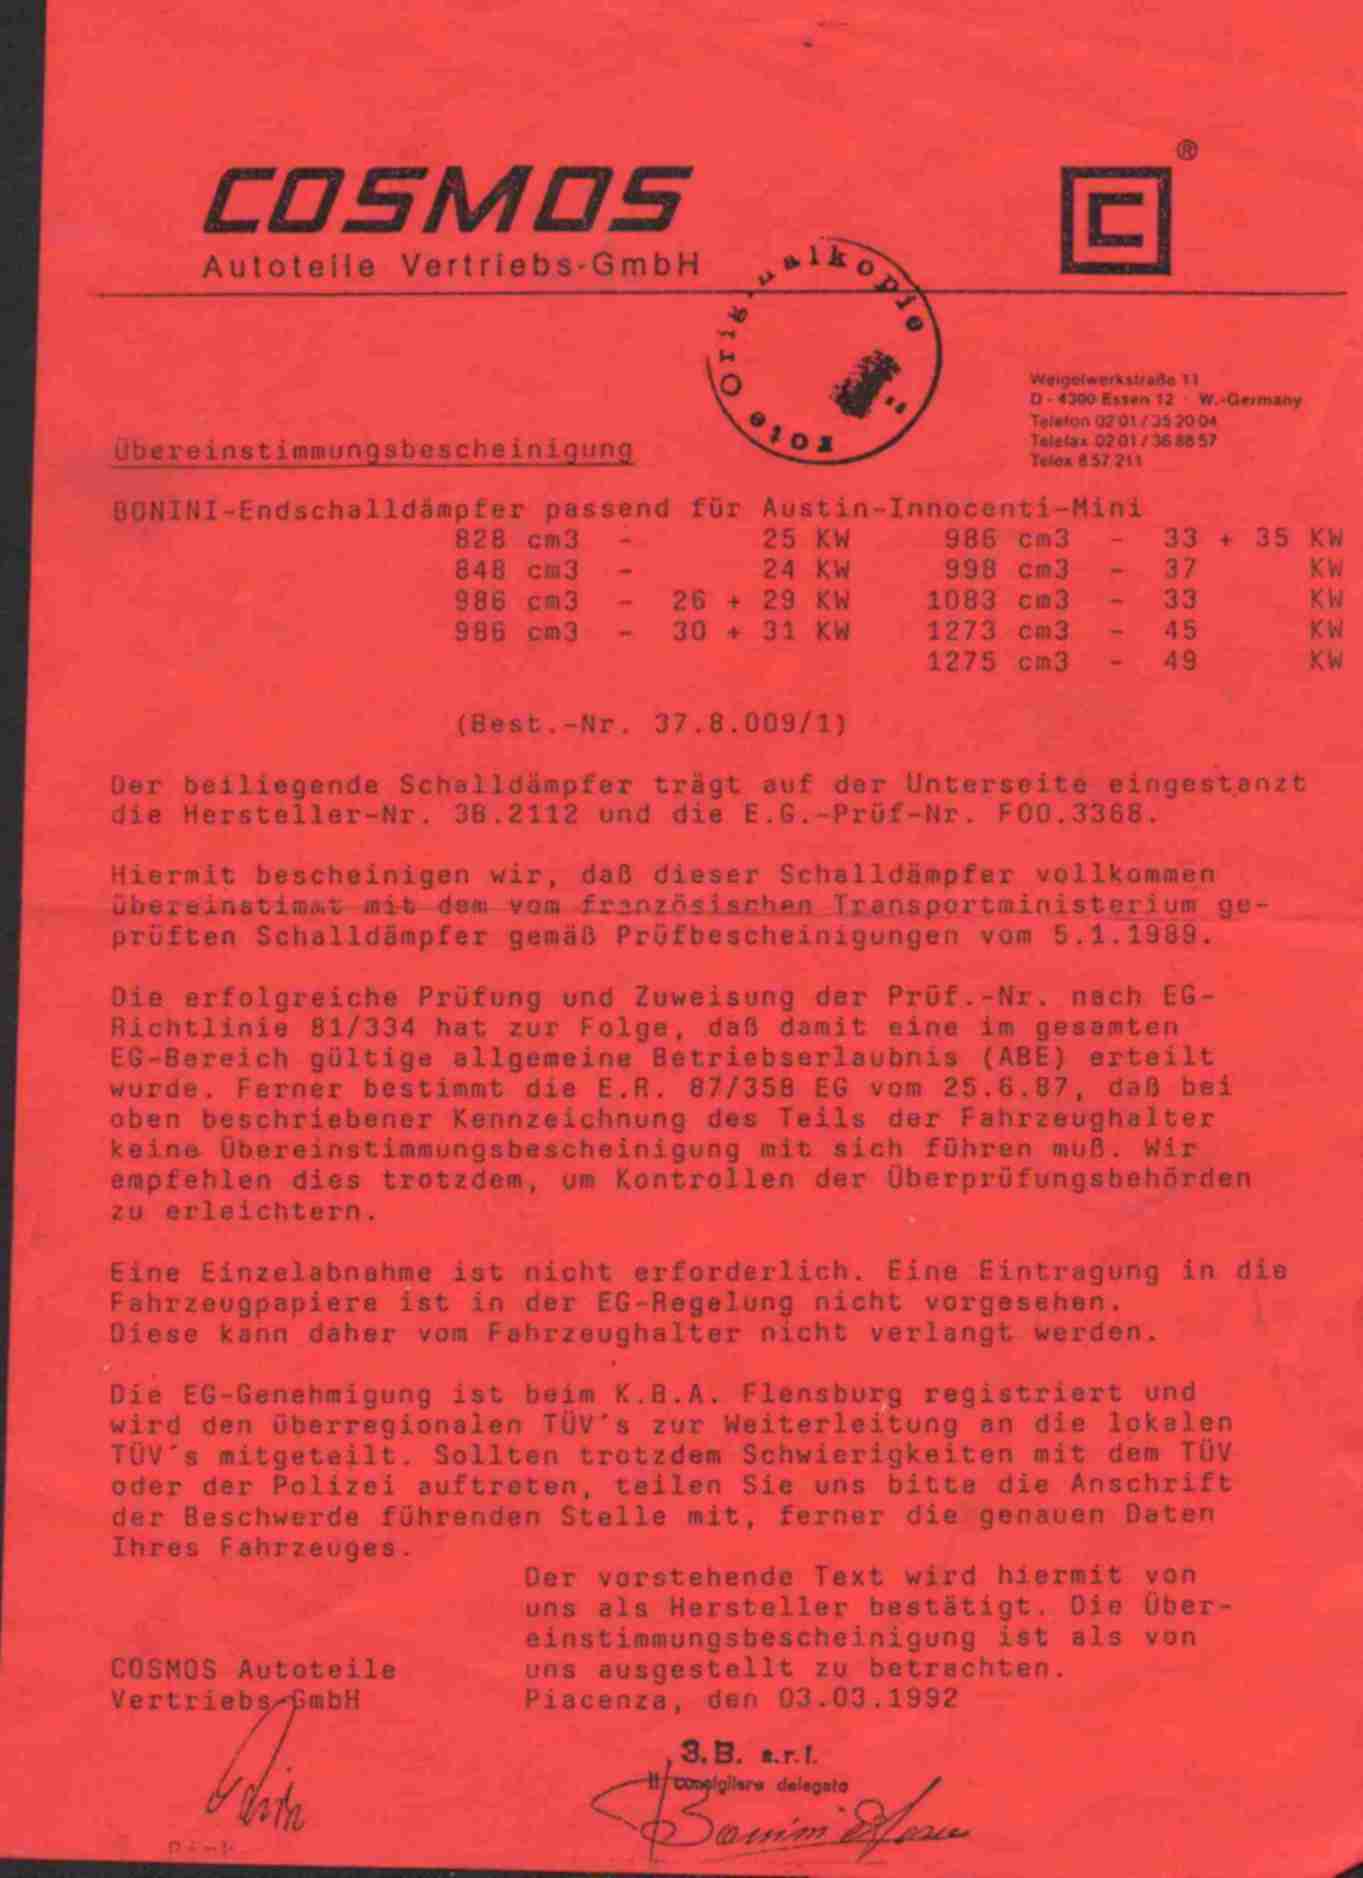 COSMOS
Autoteile Vertriebs-GmbH
®
Rote Originalkopie
Weigelwerkstraße 11
D - 4300 Essen 12 · W.-Germany
Telefon 02 01 / 35 20 04
Telefax 02 01 / 36 88 57
Telex 8 57 211
Übereinstimmungsbescheinigung
BONINI-Endschalldämpfer passend für Austin-Innocenti-Mini
828 cm3 - 25 KW 986 cm3 - 33 + 35 KW
848 cm3 - 24 KW 998 cm3 - 37 KW
986 cm3 - 26 + 29 KW 1083 cm3 - 33 KW
986 cm3 - 30 + 31 KW 1273 cm3 - 45 KW
1275 cm3 - 49 KW
(Best.-Nr. 37.8.009/1)
Der beiliegende Schalldämpfer trägt auf der Unterseite eingestanzt
die Hersteller-Nr. 3B.2112 und die E.G.-Prüf-Nr. F00.3368.
Hiermit bescheinigen wir, daß dieser Schalldämpfer vollkommen
übereinstimmt mit dem vom französischen Transportministerium ge-
prüften Schalldämpfer gemäß Prüfbescheinigungen vom 5.1.1989.
Die erfolgreiche Prüfung und Zuweisung der Prüf.-Nr. nach EG-
Richtlinie 81/334 hat zur Folge, daß damit eine im gesamten
EG-Bereich gültige allgemeine Betriebserlaubnis (ABE) erteilt
wurde. Ferner bestimmt die E.R. 87/358 EG vom 25.6.87, daß bei
oben beschriebener Kennzeichnung des Teils der Fahrzeughalter
keine Übereinstimmungsbescheinigung mit sich führen muß. Wir
empfehlen dies trotzdem, um Kontrollen der Überprüfungsbehörden
zu erleichtern.
Eine Einzelabnahme ist nicht erforderlich. Eine Eintragung in die
Fahrzeugpapiere ist in der EG-Regelung nicht vorgesehen.
Diese kann daher vom Fahrzeughalter nicht verlangt werden.
Die EG-Genehmigung ist beim K.B.A. Flensburg registriert und
wird den überregionalen TÜV's zur Weiterleitung an die lokalen
TÜV's mitgeteilt. Sollten trotzdem Schwierigkeiten mit dem TÜV
oder der Polizei auftreten, teilen Sie uns bitte die Anschrift
der Beschwerde führenden Stelle mit, ferner die genauen Daten
Ihres Fahrzeuges.
Der vorstehende Text wird hiermit von
uns als Hersteller bestätigt. Die Über-
einstimmungsbescheinigung ist als von
uns ausgestellt zu betrachten.
Piacenza, den 03.03.1992
COSMOS Autoteile
Vertriebs-GmbH
3.B. s.r.l.
Il consigliere delegato
Bonini